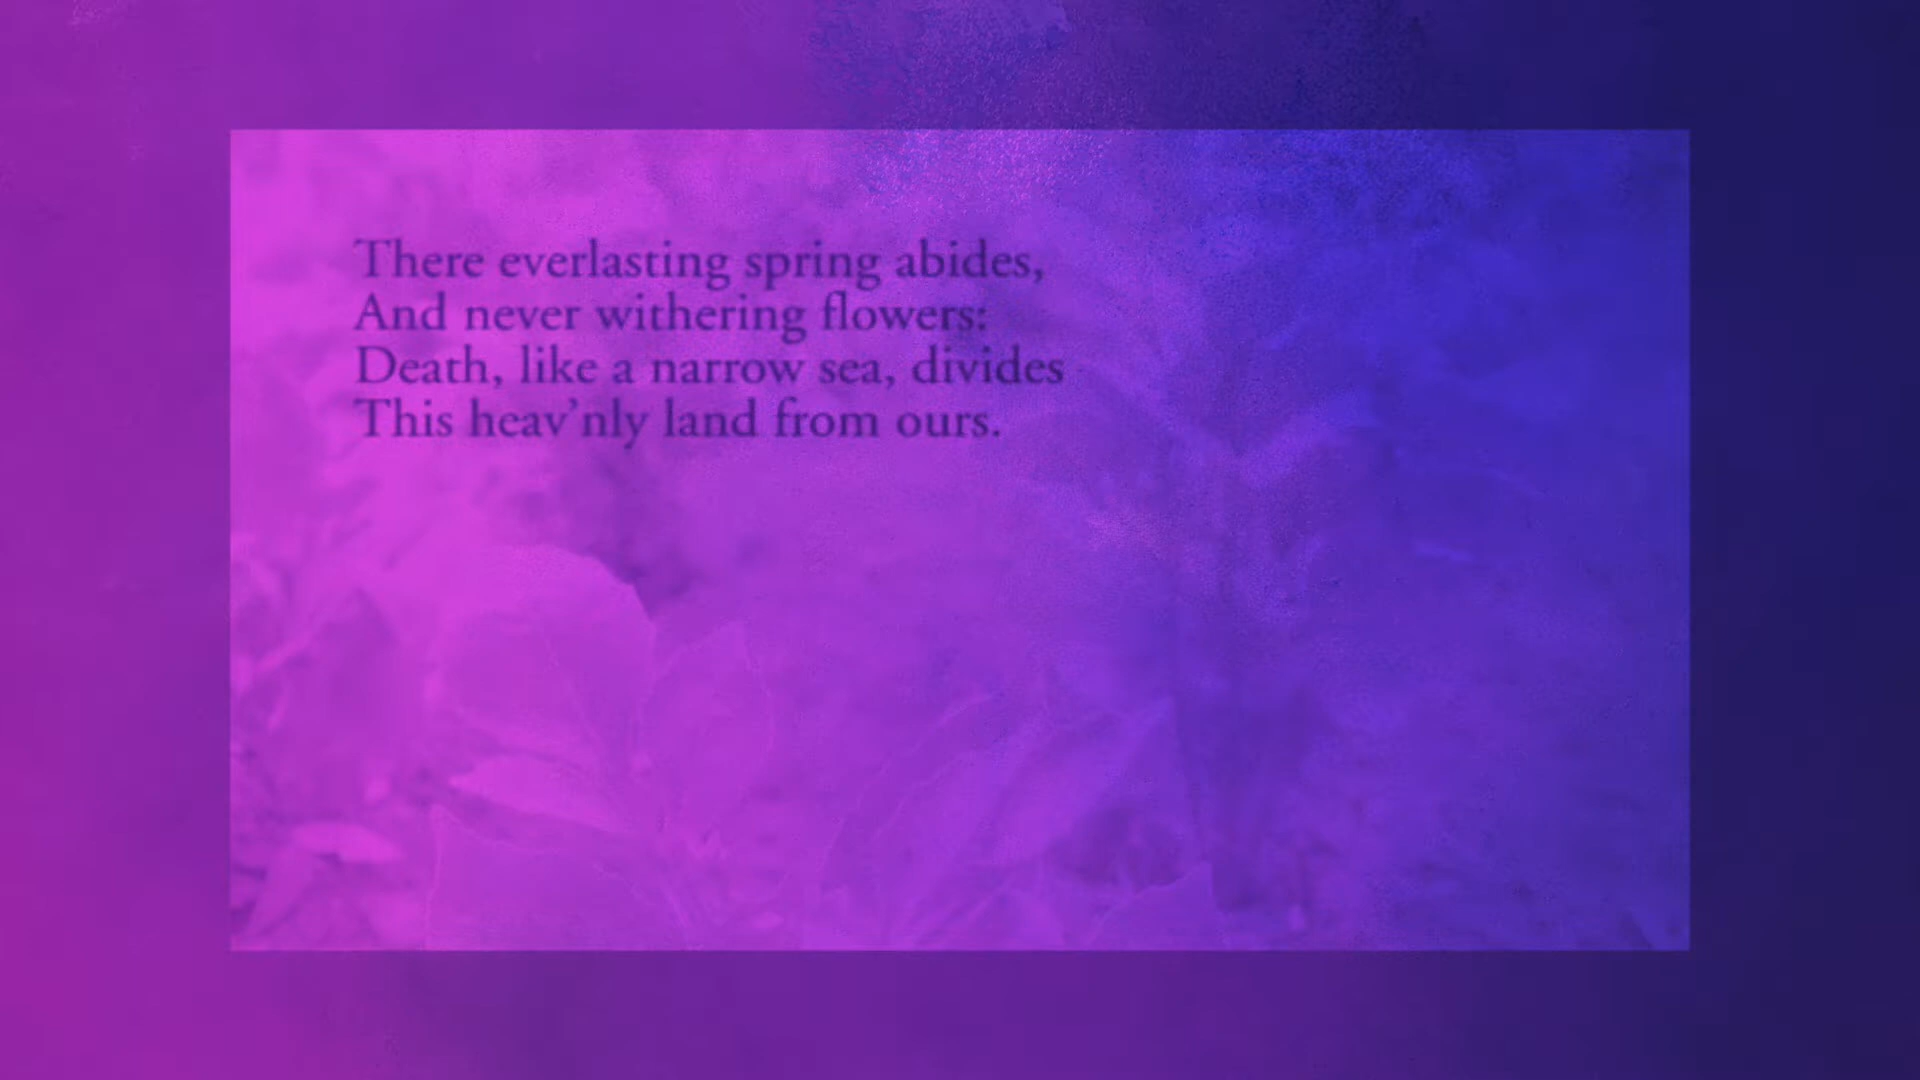 There everlasting spring abides,
And never withering flowers:
Death, like a narrow sea, divides
This heav’nly land from ours.